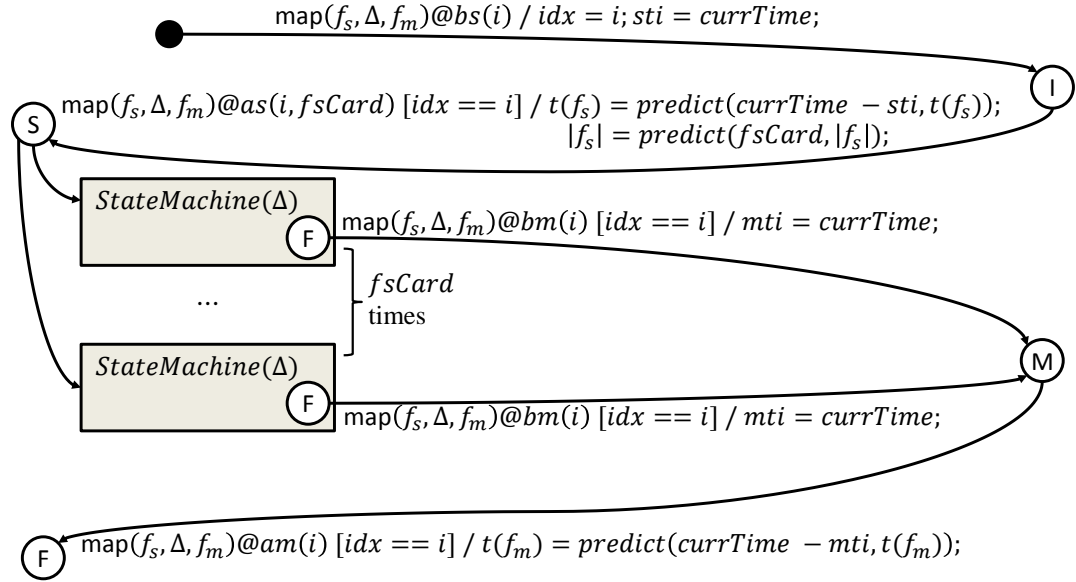 map(f_s, Δ, f_m)@bs(i) / idx = i; sti = currTime;
I
map(f_s, Δ, f_m)@as(i, fsCard) [idx == i] / t(f_s) = predict(currTime − sti, t(f_s));
S
|f_s| = predict(fsCard, |f_s|);
StateMachine(Δ)
F
map(f_s, Δ, f_m)@bm(i) [idx == i] / mti = currTime;
fsCard
...
times
StateMachine(Δ)
M
F
map(f_s, Δ, f_m)@bm(i) [idx == i] / mti = currTime;
F
map(f_s, Δ, f_m)@am(i) [idx == i] / t(f_m) = predict(currTime − mti, t(f_m));